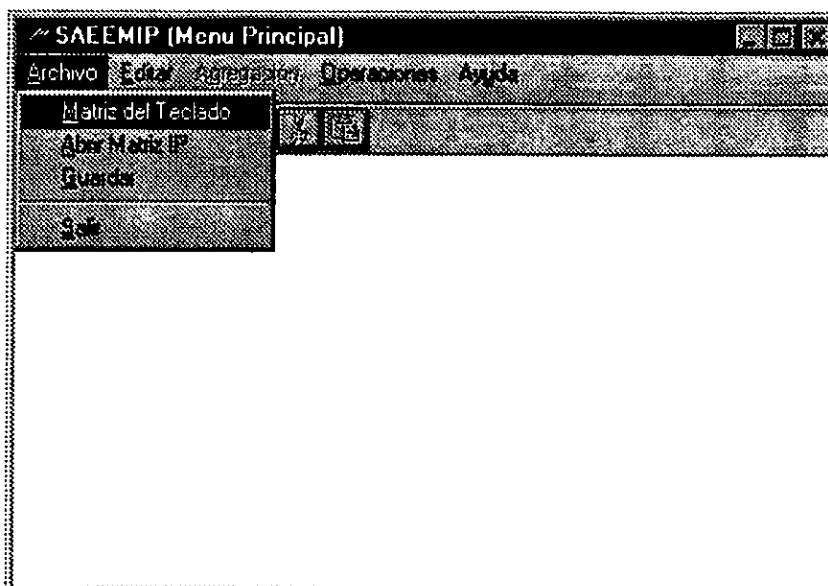 SAEEMIP (Menu Principal)
Archivo Editar Agregación Operaciones Ayuda
Matriz del Teclado
Abrir Matriz IP
Guardar
Salir